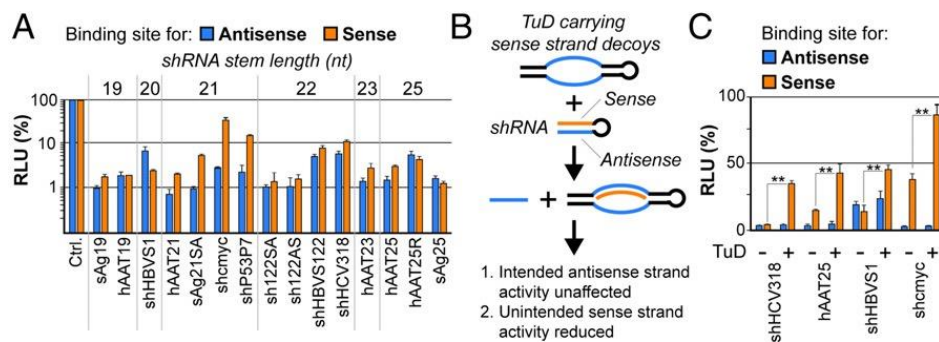 A
Binding site for: Antisense Sense
shRNA stem length (nt)
19 20 21 22 23 25
RLU (%)
100
10
1
Ctrl.
sAg19
hAAT19
shHBVS1
hAAT21
sAg21SA
shcmyc
shP53P7
sh122SA
sh122AS
shHBVS122
shHCV318
hAAT23
hAAT25
hAAT25R
sAg25
B
TuD carrying
sense strand decoys
+
Sense
shRNA
Antisense
+
1. Intended antisense strand
activity unaffected
2. Unintended sense strand
activity reduced
C
Binding site for:
Antisense
Sense
RLU (%)
100
50
0
** ** ** **
TuD - + - + - + - +
shHCV318
hAAT25
shHBVS1
shcmyc